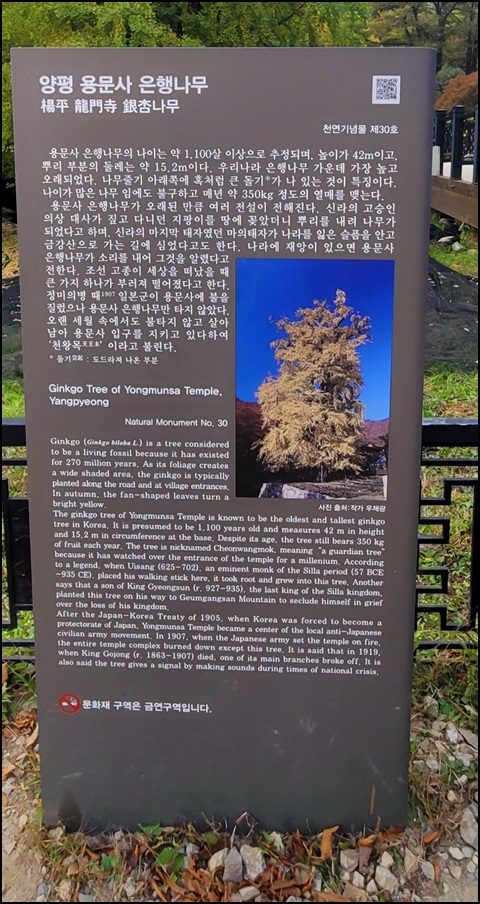 양평 용문사 은행나무
楊平 龍門寺 銀杏나무
천연기념물 제30호
용문사 은행나무의 나이는 약 1,100살 이상으로 추정되며, 높이가 42m이고,
뿌리 부분의 둘레는 약 15.2m이다. 우리나라 은행나무 가운데 가장 높고
오래되었다. 나무줄기 아래쪽에 혹처럼 큰 돌기*가 나 있는 것이 특징이다.
나이가 많은 나무 임에도 불구하고 매년 약 350kg 정도의 열매를 맺는다.
용문사 은행나무가 오래된 만큼 여러 전설이 전해진다. 신라의 고승인
의상 대사가 짚고 다니던 지팡이를 땅에 꽂았더니 뿌리를 내려 나무가
되었다고 하며, 신라의 마지막 태자였던 마의태자가 나라를 잃은 슬픔을 안고
금강산으로 가는 길에 심었다고도 한다. 나라에 재앙이 있으면 용문사
은행나무가 소리를 내어 그것을 알렸다고
전한다. 조선 고종이 세상을 떠났을 때
큰 가지 하나가 부러져 떨어졌다고 한다.
정미의병 때1907 일본군이 용문사에 불을
질렀으나 용문사 은행나무만 타지 않았다.
오랜 세월 속에서도 불타지 않고 살아
남아 용문사 입구를 지키고 있다하여
'천왕목天王木' 이라고 불린다.
* 돌기突起 : 도드라져 나온 부분
사진 출처:작가 우제량
Ginkgo Tree of Yongmunsa Temple,
Yangpyeong
Natural Monument No. 30
Ginkgo (Ginkgo biloba L.) is a tree considered
to be a living fossil because it has existed
for 270 million years. As its foliage creates
a wide shaded area, the ginkgo is typically
planted along the road and at village entrances.
In autumn, the fan-shaped leaves turn a
bright yellow.
The ginkgo tree of Yongmunsa Temple is known to be the oldest and tallest ginkgo
tree in Korea. It is presumed to be 1,100 years old and measures 42 m in height
and 15.2 m in circumference at the base. Despite its age, the tree still bears 350 kg
of fruit each year. The tree is nicknamed Cheonwangmok, meaning "a guardian tree"
because it has watched over the entrance of the temple for a millenium. According
to a legend, when Uisang (625-702), an eminent monk of the Silla period (57 BCE
-935 CE), placed his walking stick here, it took root and grew into this tree. Another
says that a son of King Gyeongsun (r. 927-935), the last king of the Silla kingdom,
planted this tree on his way to Geumgangsan Mountain to seclude himself in grief
over the loss of his kingdom.
After the Japan-Korea Treaty of 1905, when Korea was forced to become a
protectorate of Japan, Yongmunsa Temple became a center of the local anti-Japanese
civilian army movement. In 1907, when the Japanese army set the temple on fire,
the entire temple complex burned down except this tree. It is said that in 1919,
when King Gojong (r. 1863-1907) died, one of its main branches broke off. It is
also said the tree gives a signal by making sounds during times of national crisis.
문화재 구역은 금연구역입니다.